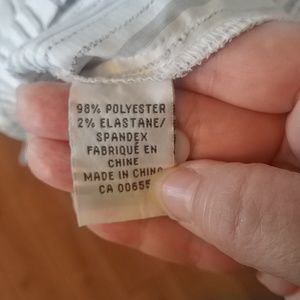 98% POLYESTER
2% ELASTANE/
SPANDEX
FABRIQUÉ EN
CHINE
MADE IN CHINA
CA 00655